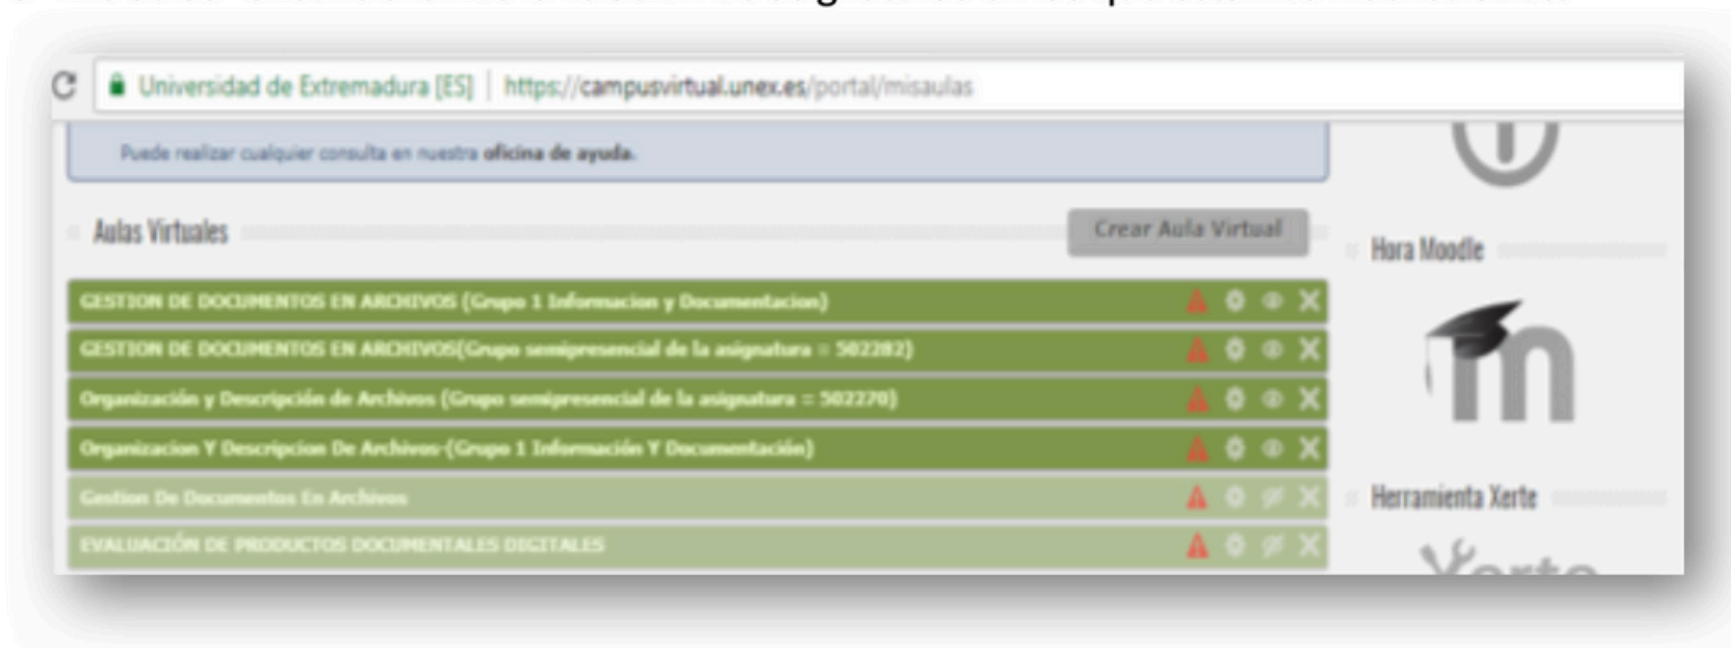 Universidad de Extremadura [ES] | https://campusvirtual.unex.es/portal/misaulas
Puede realizar cualquier consulta en nuestra oficina de ayuda.
Aulas Virtuales
Crear Aula Virtual
Hora Moodle
GESTION DE DOCUMENTOS EN ARCHIVOS (Grupo 1 Informacion y Documentacion)
GESTION DE DOCUMENTOS EN ARCHIVOS(Grupo semipresencial de la asignatura = 502282)
m
Organización y Descripción de Archivos (Grupo semipresencial de la asignatura = 502270)
Organizacion Y Descripcion De Archivos-(Grupo 1 Información Y Documentación)
Gestion De Documentos En Archivos
Herramienta Xerte
EVALUACIÓN DE PRODUCTOS DOCUMENTALES DIGITALES
Xerte